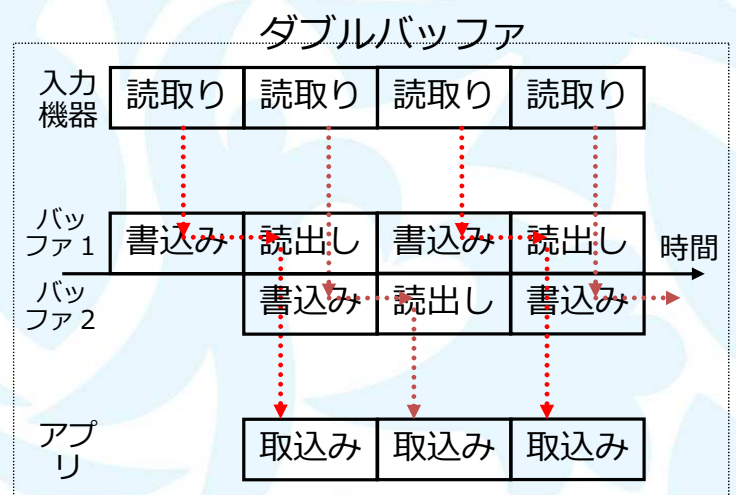 ダブルバッファ
入力
機器
読取り 読取り 読取り 読取り
バッ
ファ1
書込み 読出し 書込み 読出し
時間
バッ
ファ2
書込み 読出し 書込み
アプ
リ
取込み 取込み 取込み